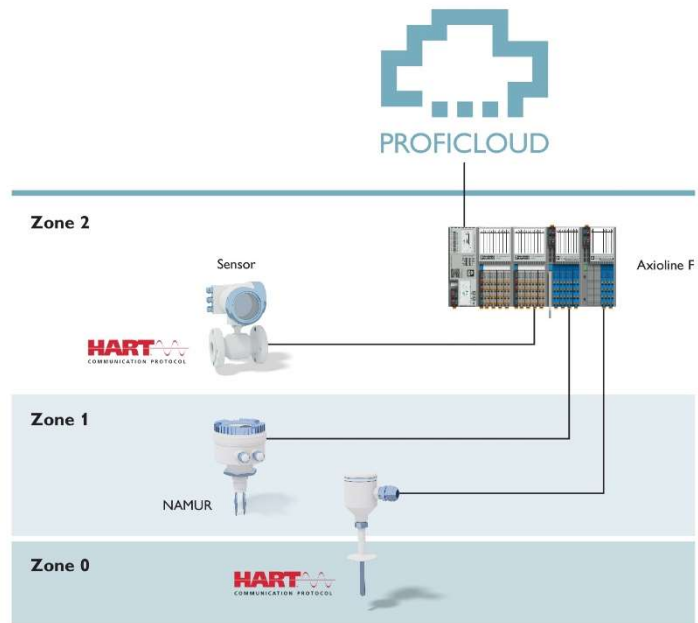 PROFICLOUD
Zone 2
Sensor
Axioline F
HART
COMMUNICATION PROTOCOL
Zone 1
NAMUR
Zone 0
HART
COMMUNICATION PROTOCOL